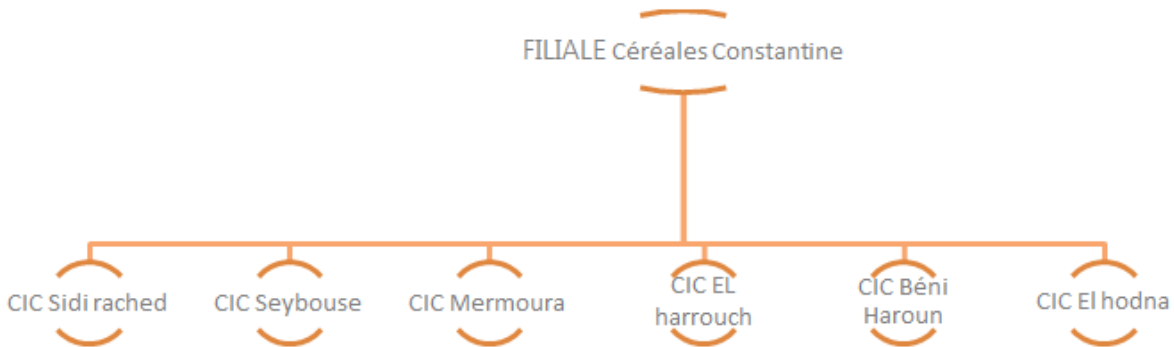 FILIALE Céréales Constantine
CIC Sidi rached
CIC Seybouse
CIC Mermoura
CIC EL
harrouch
CIC Béni
Haroun
CIC El hodna